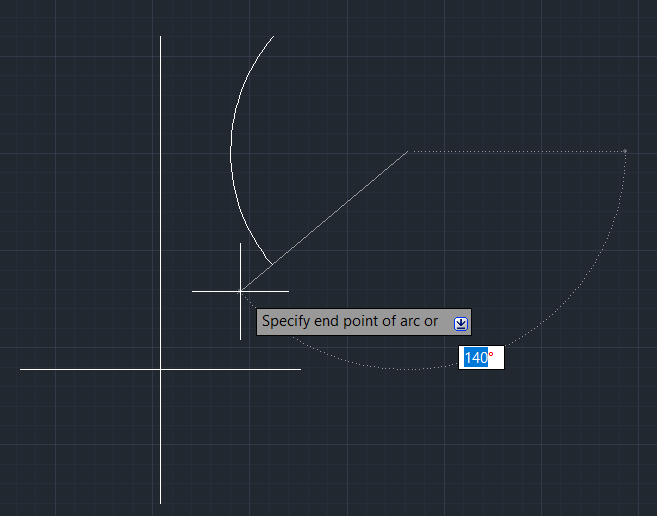 Specify end point of arc or
140°